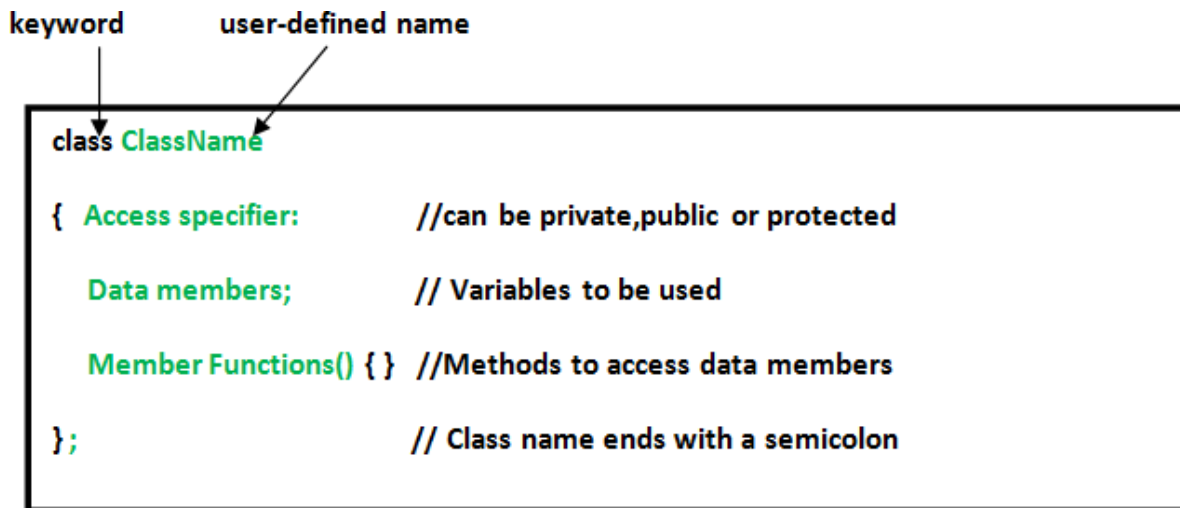 keyword user-defined name
class ClassName
{ Access specifier: //can be private,public or protected
Data members; // Variables to be used
Member Functions() { } //Methods to access data members
} ; // Class name ends with a semicolon